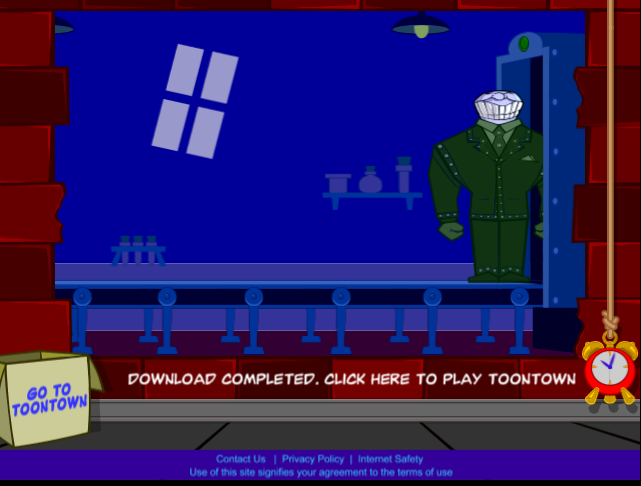 DOWNLOAD COMPLETED. CLICK HERE TO PLAY TOONTOWN
GO TO
TOONTOWN
Contact Us | Privacy Policy | Internet Safety
Use of this site signifies your agreement to the terms of use